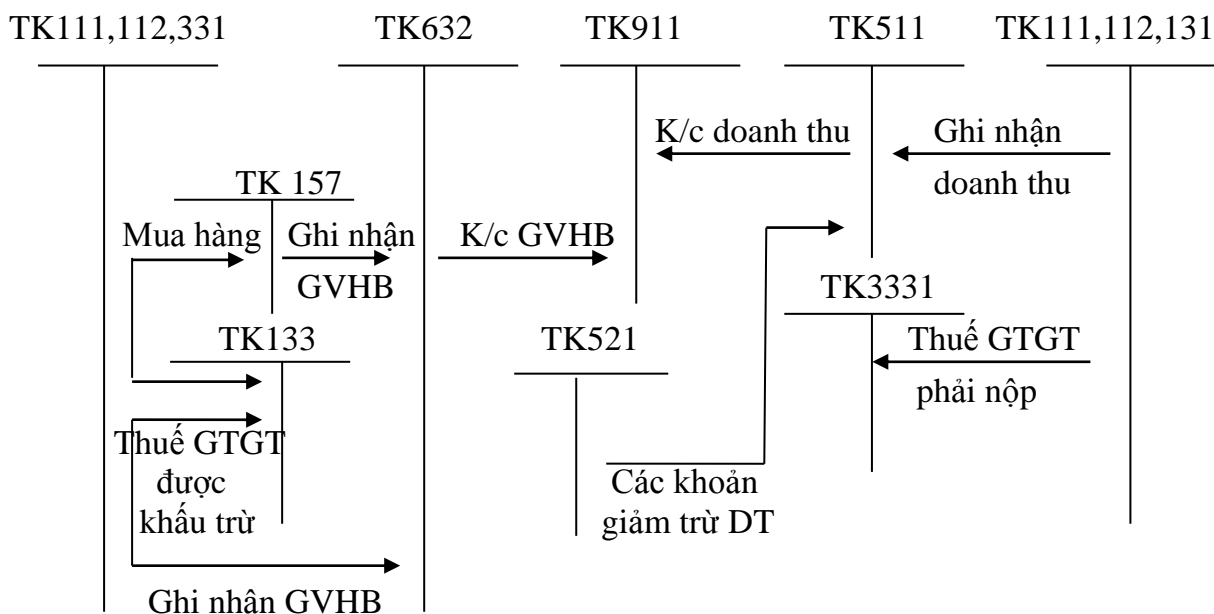 TK111,112,331
TK632
TK911
TK511
TK111,112,131
K/c doanh thu
Ghi nhận
doanh thu
TK 157
Mua hàng
Ghi nhận
GVHB
K/c GVHB
TK3331
TK133
TK521
Thuế GTGT
phải nộp
Thuế GTGT
được
khấu trừ
Các khoản
giảm trừ DT
Ghi nhân GVHB